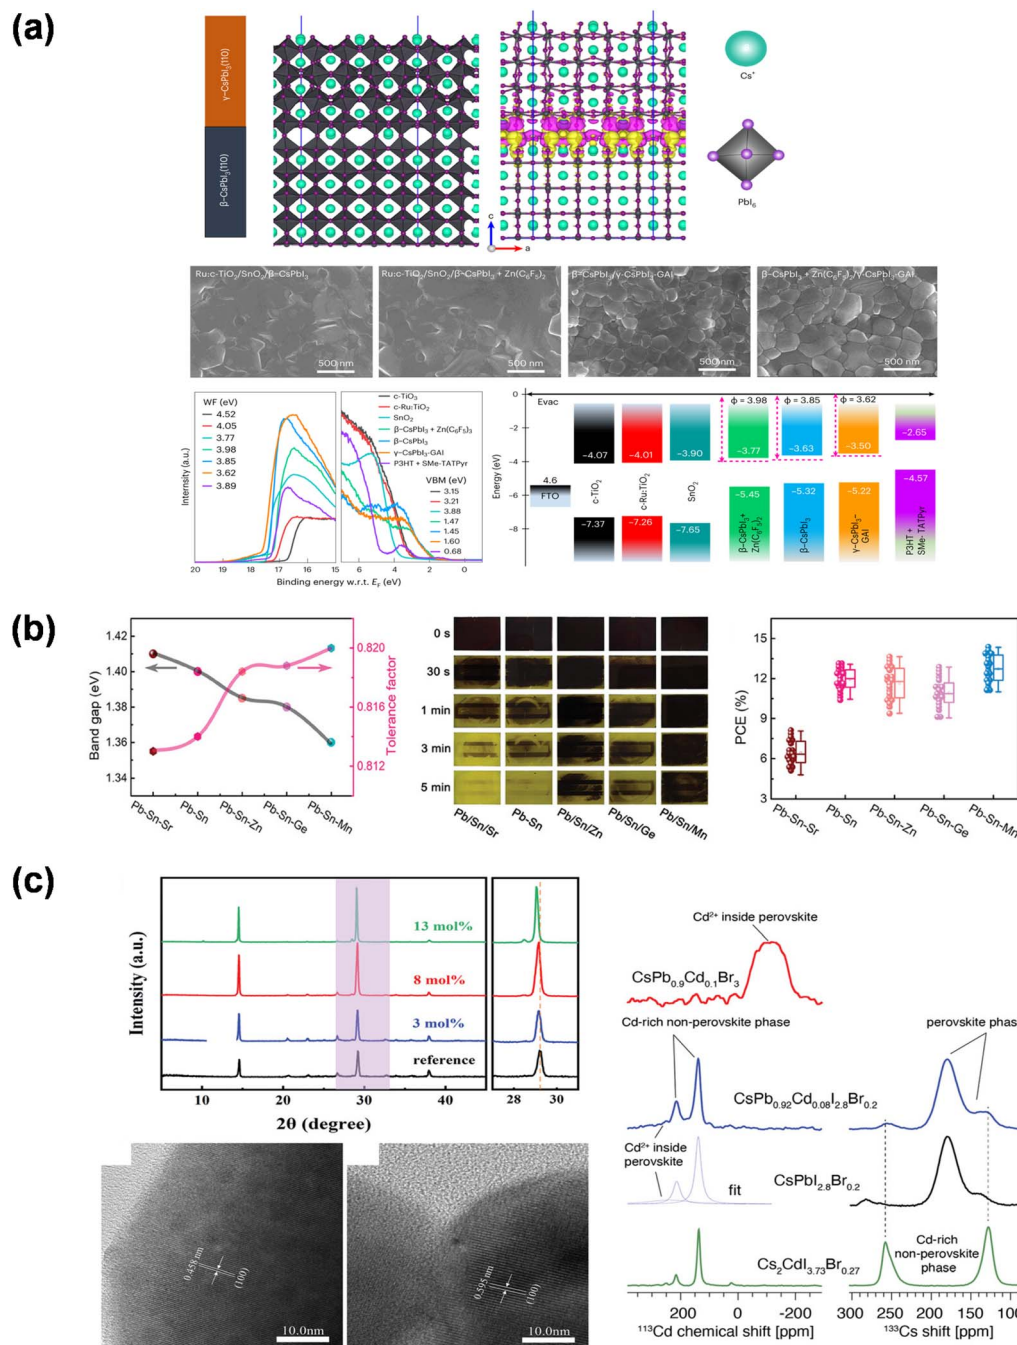 (a)
γ–CsPbI3(110)
β-CsPbI3(110)
c
a
Cs+
PbI6
Ru:c-TiO2/SnO2/β-CsPbI3
500 nm
Ru:c-TiO2/SnO2/β-CsPbI3 + Zn(C6F5)2
500 nm
β-CsPbI3/γ-CsPbI3-GAI
500 nm
β-CsPbI3 + Zn(C6F5)2/γ-CsPbI3-GAI
500 nm
WF (eV)
4.52
4.05
3.77
3.98
3.85
3.62
3.89
c-TiO3
c-Ru:TiO2
SnO2
β-CsPbI3 + Zn(C6F5)3
β-CsPbI3
γ-CsPbI3-GAI
P3HT + SMe-TATPyr
VBM (eV)
3.15
3.21
3.88
1.47
1.45
1.60
0.68
Internsity (a.u.)
20 19 18 17 16 15 6 4 2 0
Binding energy w.r.t. EF (eV)
Energy (eV)
0
−2
−4
−6
−8
Evac
ϕ = 3.98
ϕ = 3.85
ϕ = 3.62
−4.07
−4.01
−3.90
−3.77
−3.63
−3.50
−2.65
4.6
FTO
c-TiO2
c-Ru:TIO2
SnO2
−7.37
−7.26
−7.65
−5.45
−5.32
−5.22
−4.57
β-CsPbI3+
Zn(C6F5)2
β-CsPbI3
γ-CsPbI3–
GAI
P3HT +
SMe- TATPyr
(b)
Band gap (eV)
1.42
1.40
1.38
1.36
1.34
Tolerance factor
0.820
0.816
0.812
Pb-Sn-Sr
Pb-Sn
Pb-Sn-Zn
Pb-Sn-Ge
Pb-Sn-Mn
0 s
30 s
1 min
3 min
5 min
Pb/Sn/Sr
Pb-Sn
Pb/Sn/Zn
Pb/Sn/Ge
Pb/Sn/Mn
PCE (%)
15
12
9
6
3
Pb-Sn-Sr
Pb-Sn
Pb-Sn-Zn
Pb-Sn-Ge
Pb-Sn-Mn
(c)
Intensity (a.u.)
13 mol%
8 mol%
3 mol%
reference
10 20 30 40 28 29 30
2θ (degree)
0.458 nm
(100)
10.0nm
0.595 nm
(100)
10.0nm
Cd2+ inside perovskite
CsPb0.9Cd0.1Br3
Cd-rich non-perovskite phase
perovskite phase
CsPb0.92Cd0.08I2.8Br0.2
Cd2+ inside
perovskite
fit
CsPbI2.8Br0.2
Cd-rich
non-perovskite
phase
Cs2CdI3.73Br0.27
200 0 -200
113Cd chemical shift [ppm]
300 200 100
133Cs shift [ppm]